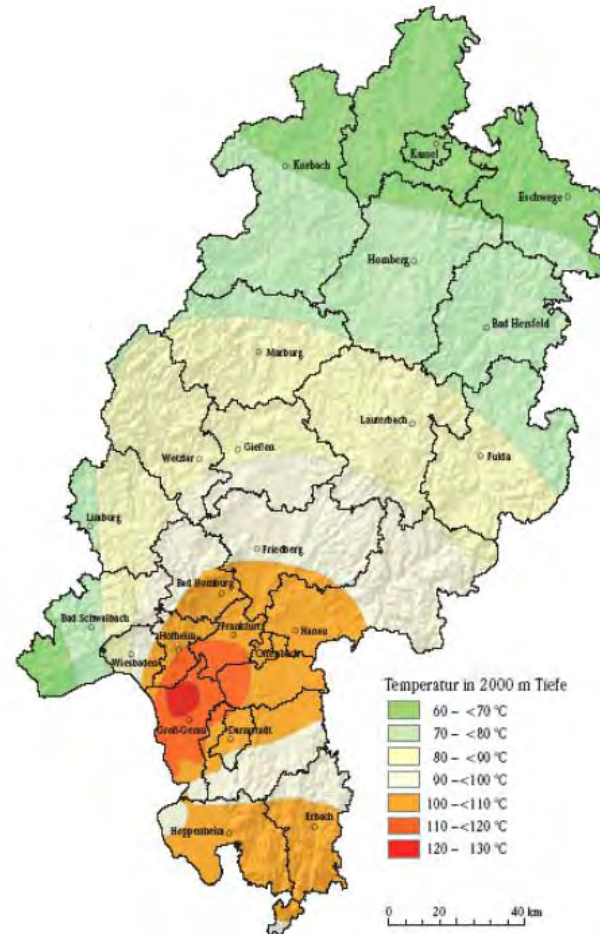 Kassel
Korbach
Eschwege
Homberg
Bad Hersfeld
Marburg
Lauterbach
Gießen
Wetzlar
Fulda
Limburg
Friedberg
Bad Homburg
Bad Schwalbach
Frankfurt
Hanau
Hofheim
Offenbach
Wiesbaden
Groß-Gerau
Darmstadt
Erbach
Heppenheim
Temperatur in 2000 m Tiefe
60 – <70 °C
70 – <80 °C
80 – <90 °C
90 – <100 °C
100 – <110 °C
110 – <120 °C
120 – 130 °C
0 20 40 km